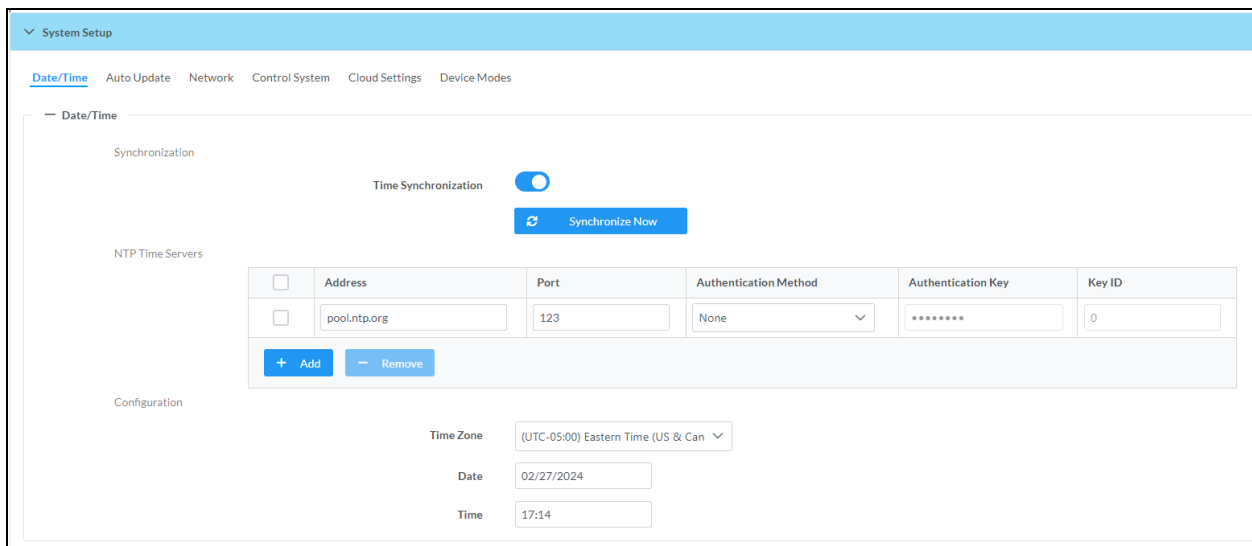 System Setup
Date/Time Auto Update Network Control System Cloud Settings Device Modes
Date/Time
Synchronization
Time Synchronization
Synchronize Now
NTP Time Servers
Address Port Authentication Method Authentication Key Key ID
pool.ntp.org 123 None •••••••• 0
+ Add − Remove
Configuration
Time Zone (UTC-05:00) Eastern Time (US & Can
Date 02/27/2024
Time 17:14